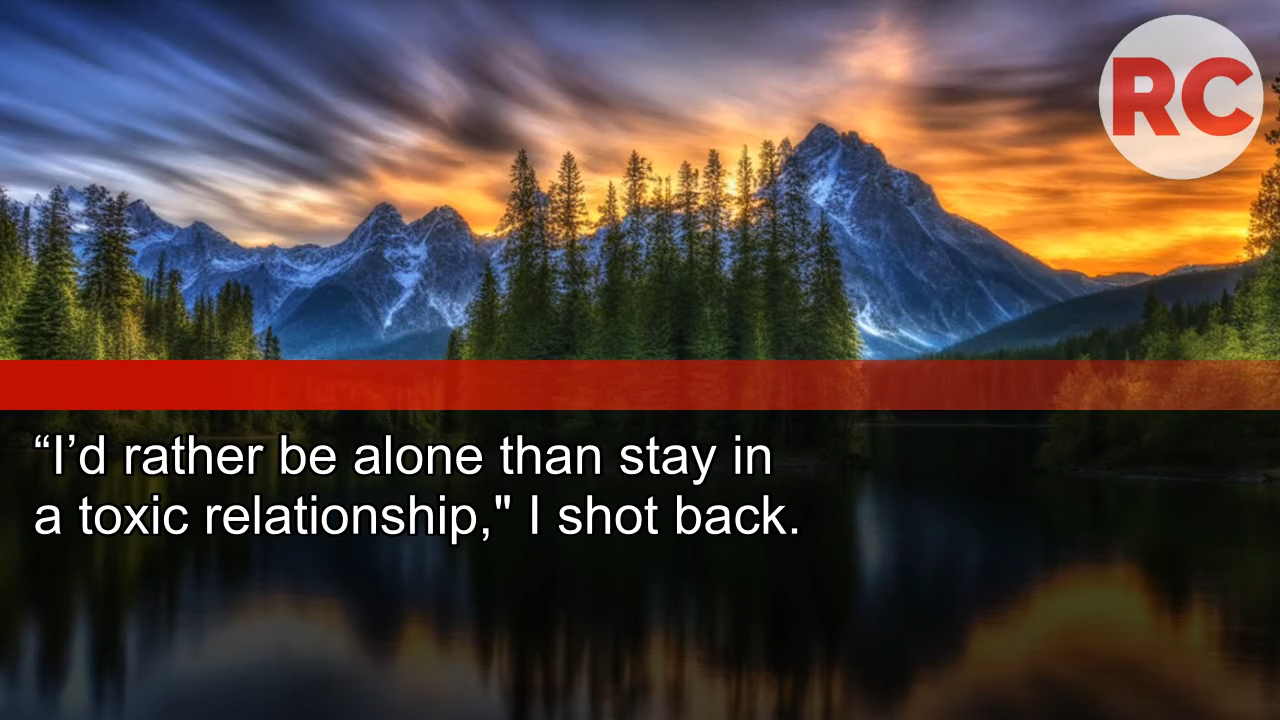 RC
“I’d rather be alone than stay in
a toxic relationship," I shot back.